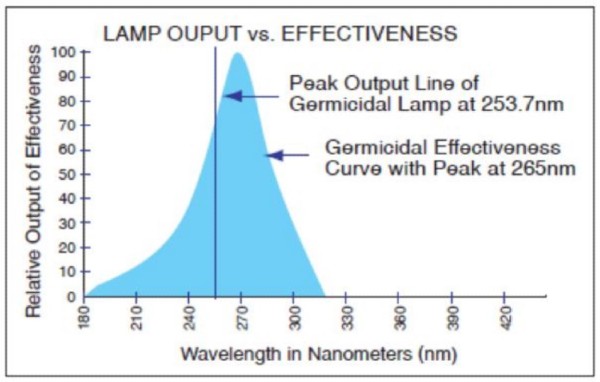 LAMP OUPUT vs. EFFECTIVENESS
Relative Output of Effectiveness
100
90
80
70
60
50
40
30
20
10
0
Peak Output Line of
Germicidal Lamp at 253.7nm
Germicidal Effectiveness
Curve with Peak at 265nm
180
210
240
270
300
330
360
390
420
Wavelength in Nanometers (nm)